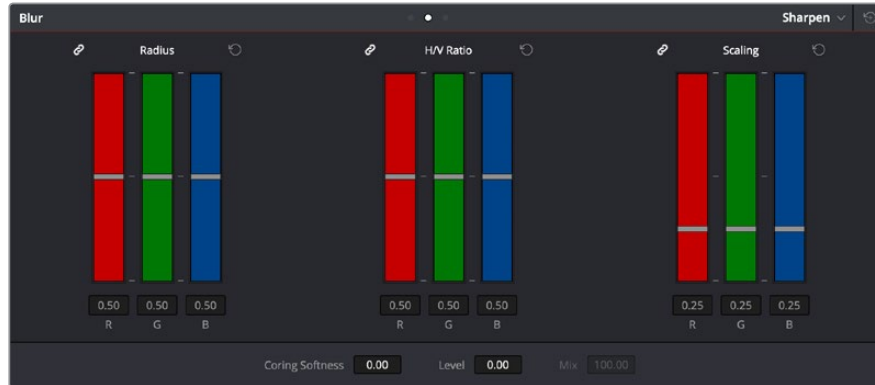 Blur Sharpen
Radius H/V Ratio Scaling
0.50 0.50 0.50 0.50 0.50 0.50 0.25 0.25 0.25
R G B R G B R G B
Coring Softness 0.00 Level 0.00 Mix 100.00